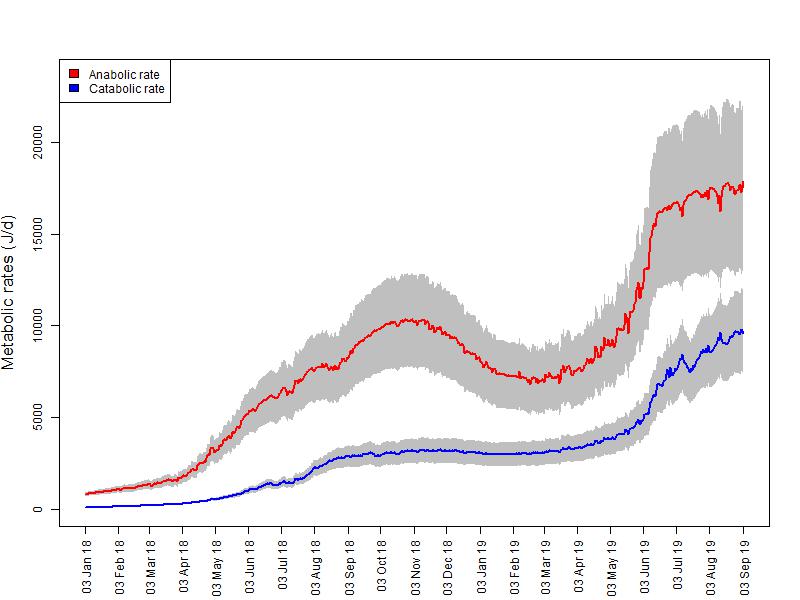 Anabolic rate
Catabolic rate
Metabolic rates (J/d)
20000
15000
10000
5000
0
03 Jan 18
03 Feb 18
03 Mar 18
03 Apr 18
03 May 18
03 Jun 18
03 Jul 18
03 Aug 18
03 Sep 18
03 Oct 18
03 Nov 18
03 Dec 18
03 Jan 19
03 Feb 19
03 Mar 19
03 Apr 19
03 May 19
03 Jun 19
03 Jul 19
03 Aug 19
03 Sep 19